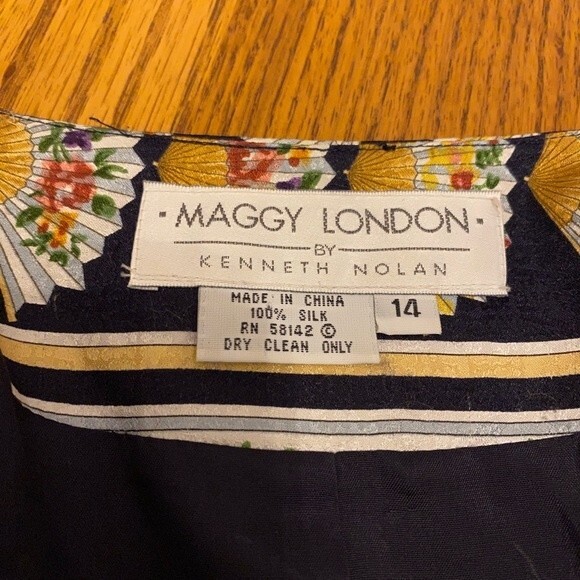 · MAGGY LONDON ·
BY
KENNETH NOLAN
MADE IN CHINA
100% SILK
RN 58142 ©
DRY CLEAN ONLY
14